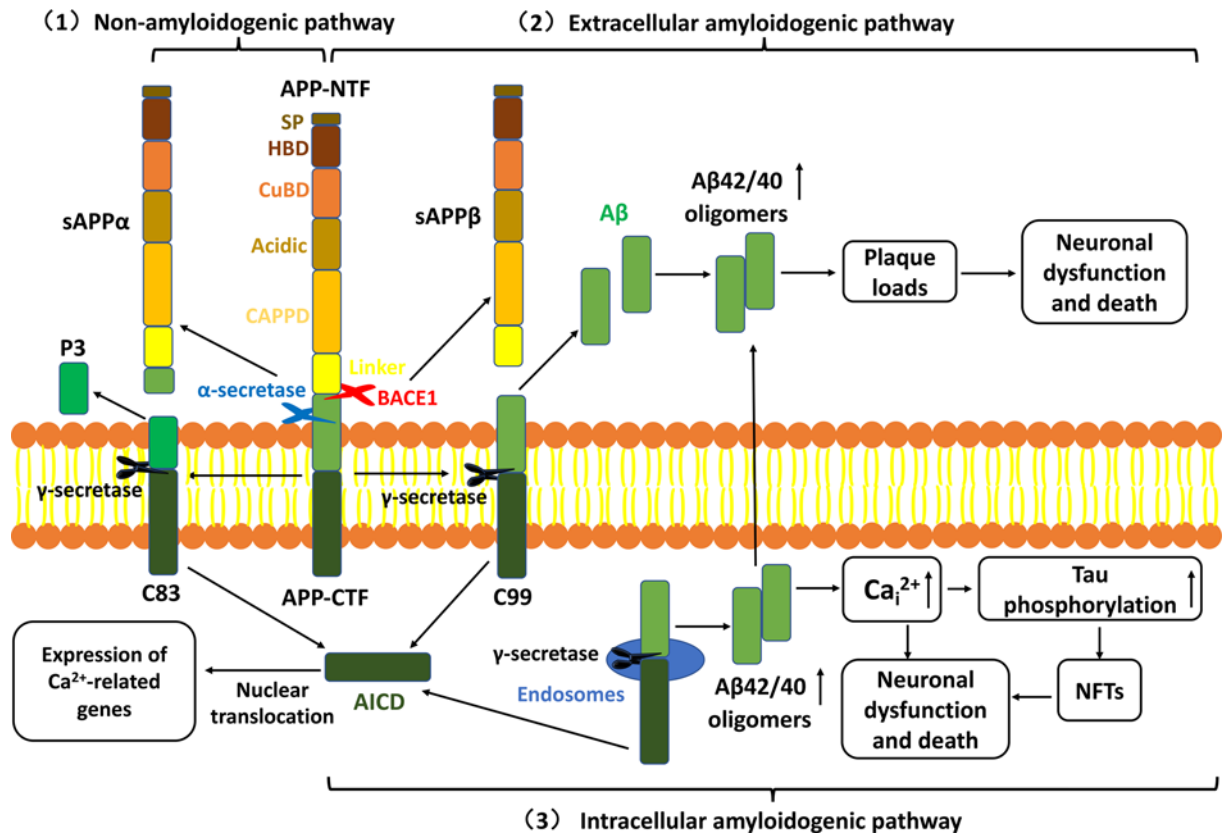 （1） Non-amyloidogenic pathway
（2） Extracellular amyloidogenic pathway
APP-NTF
SP
HBD
CuBD
Acidic
CAPPD
Linker
sAPPα
sAPPβ
P3
α-secretase
BACE1
Aβ
Aβ42/40
oligomers
Plaque
loads
Neuronal
dysfunction
and death
γ-secretase
γ-secretase
C83
APP-CTF
C99
Expression of
Ca²⁺-related
genes
Nuclear
translocation
AICD
γ-secretase
Endosomes
Aβ42/40
oligomers
Caᵢ²⁺
Tau
phosphorylation
Neuronal
dysfunction
and death
NFTs
（3） Intracellular amyloidogenic pathway